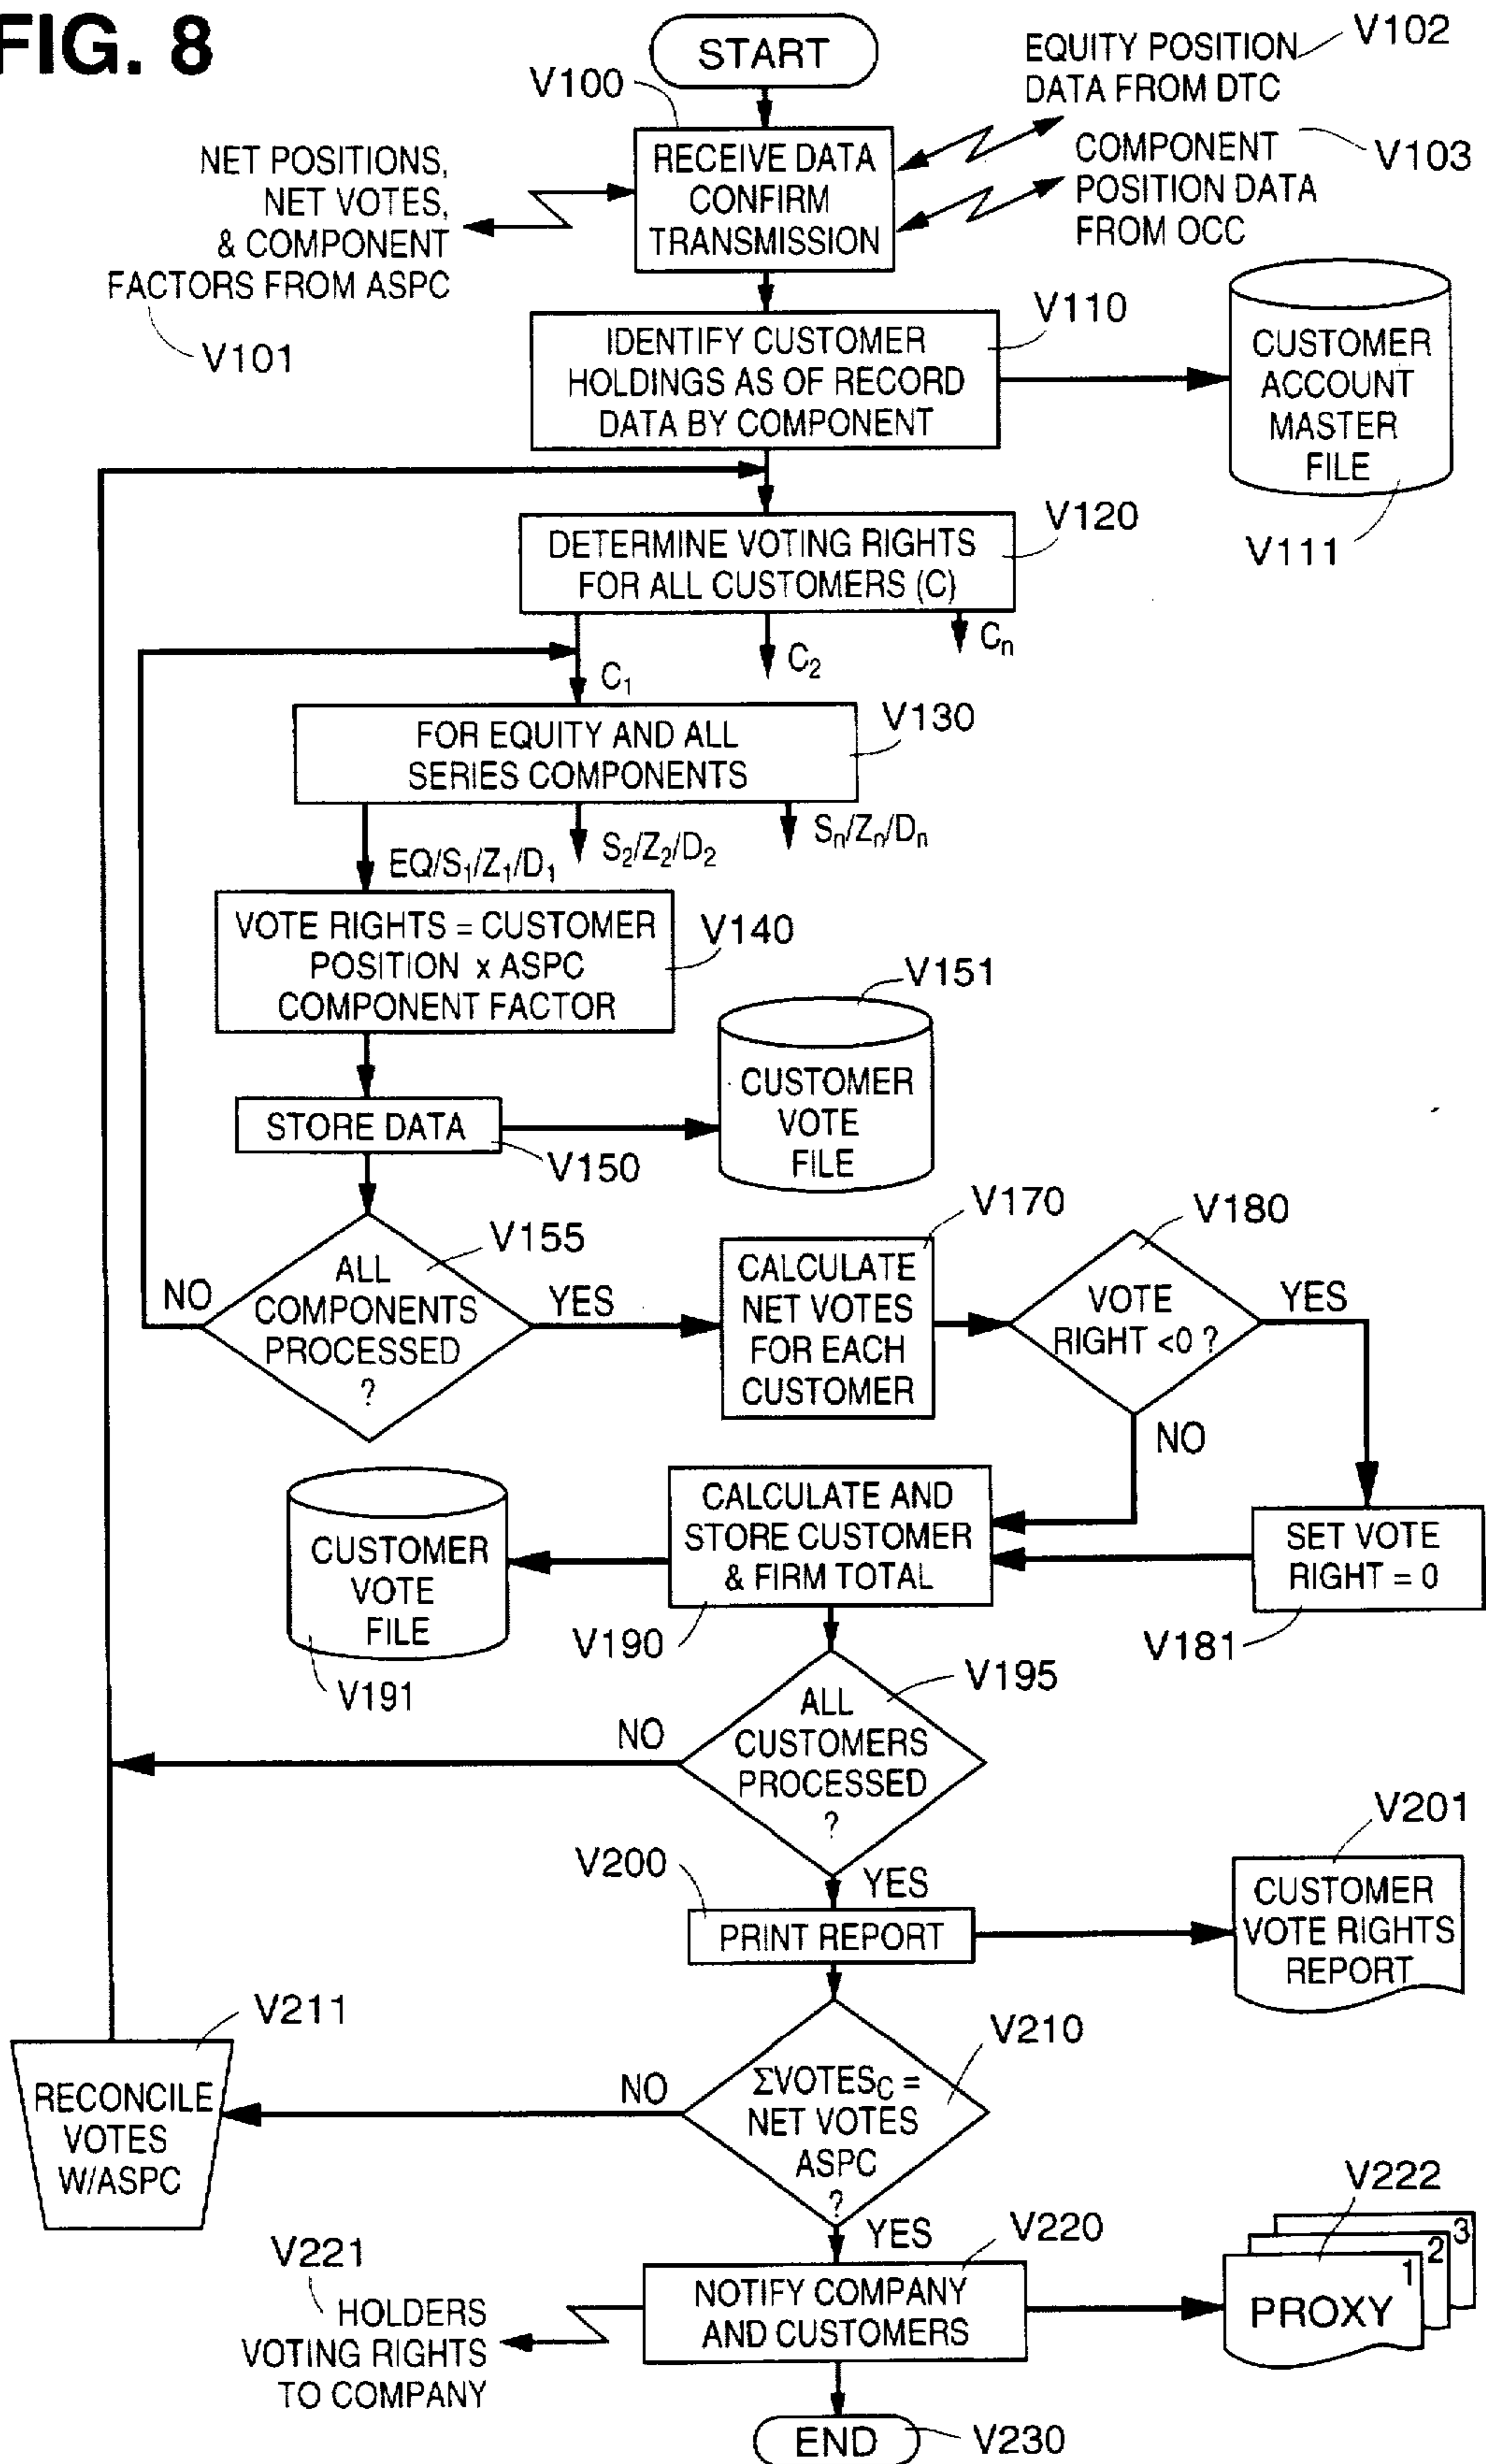 FIG. 8
START
V100
EQUITY POSITION
DATA FROM DTC
V102
RECEIVE DATA
CONFIRM
TRANSMISSION
COMPONENT
POSITION DATA
FROM OCC
V103
NET POSITIONS,
NET VOTES,
& COMPONENT
FACTORS FROM ASPC
V101
IDENTIFY CUSTOMER
HOLDINGS AS OF RECORD
DATA BY COMPONENT
V110
CUSTOMER
ACCOUNT
MASTER
FILE
V111
DETERMINE VOTING RIGHTS
FOR ALL CUSTOMERS (C)
V120
C1
C2
Cn
FOR EQUITY AND ALL
SERIES COMPONENTS
V130
EQ/S1/Z1/D1
S2/Z2/D2
Sn/Zn/Dn
VOTE RIGHTS = CUSTOMER
POSITION x ASPC
COMPONENT FACTOR
V140
V151
CUSTOMER
VOTE
FILE
STORE DATA
V150
V155
ALL
COMPONENTS
PROCESSED
?
NO
YES
V170
CALCULATE
NET VOTES
FOR EACH
CUSTOMER
V180
VOTE
RIGHT <0 ?
YES
NO
CALCULATE AND
STORE CUSTOMER
& FIRM TOTAL
V190
SET VOTE
RIGHT = 0
V181
CUSTOMER
VOTE
FILE
V191
V195
ALL
CUSTOMERS
PROCESSED
?
NO
YES
V200
PRINT REPORT
V201
CUSTOMER
VOTE RIGHTS
REPORT
V211
RECONCILE
VOTES
W/ASPC
V210
ΣVOTESC =
NET VOTES
ASPC
?
NO
YES
V220
NOTIFY COMPANY
AND CUSTOMERS
V221
HOLDERS
VOTING RIGHTS
TO COMPANY
V222
3
2
1
PROXY
END
V230